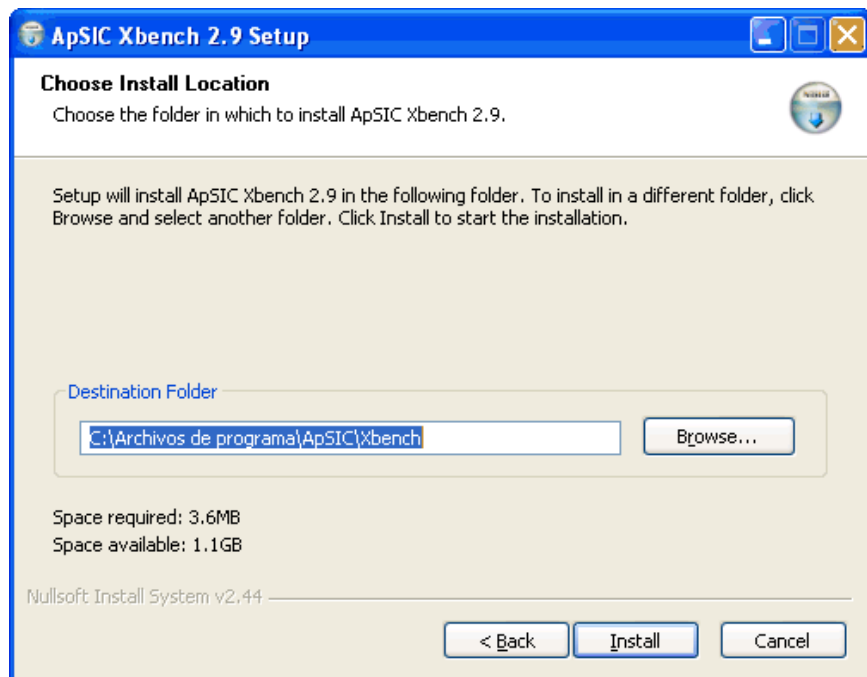 ApSIC Xbench 2.9 Setup
Choose Install Location
Choose the folder in which to install ApSIC Xbench 2.9.
Setup will install ApSIC Xbench 2.9 in the following folder. To install in a different folder, click
Browse and select another folder. Click Install to start the installation.
Destination Folder
C:\Archivos de programa\ApSIC\Xbench
Browse...
Space required: 3.6MB
Space available: 1.1GB
Nullsoft Install System v2.44
< Back
Install
Cancel